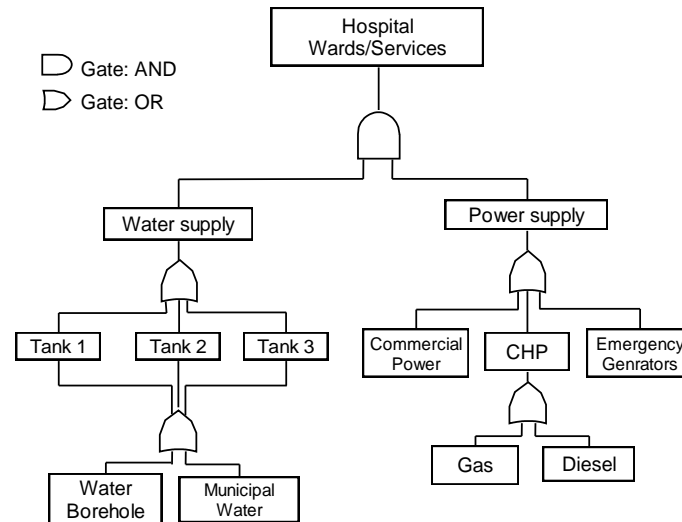 Hospital
Wards/Services
Gate: AND
Gate: OR
Water supply
Power supply
Tank 1
Tank 2
Tank 3
Commercial
Power
CHP
Emergency
Genrators
Gas
Diesel
Water
Borehole
Municipal
Water